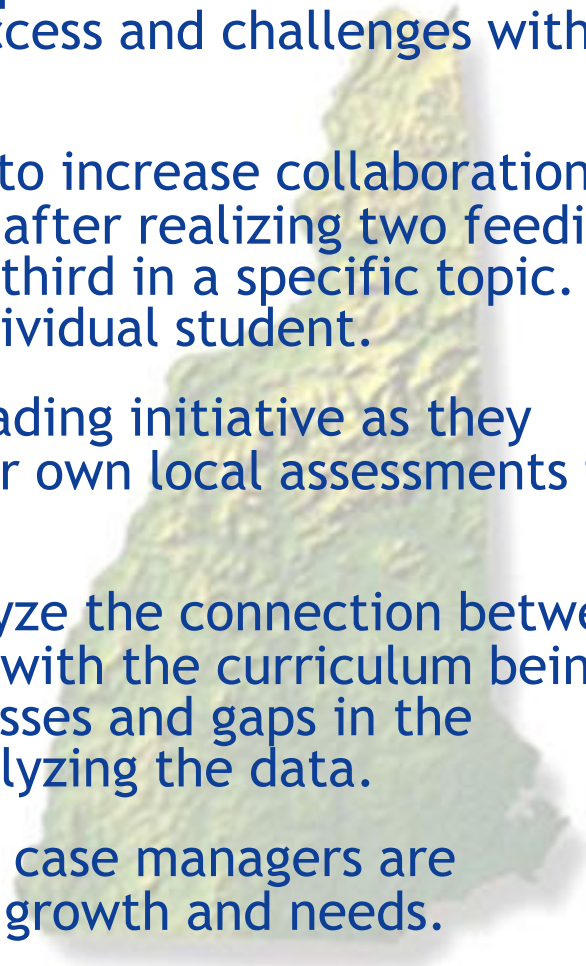 ccess and challenges with
to increase collaboration
after realizing two feedi
third in a specific topic.
ividual student.
ading initiative as they
r own local assessments
yze the connection betwe
with the curriculum bein
sses and gaps in the
lyzing the data.
case managers are
growth and needs.